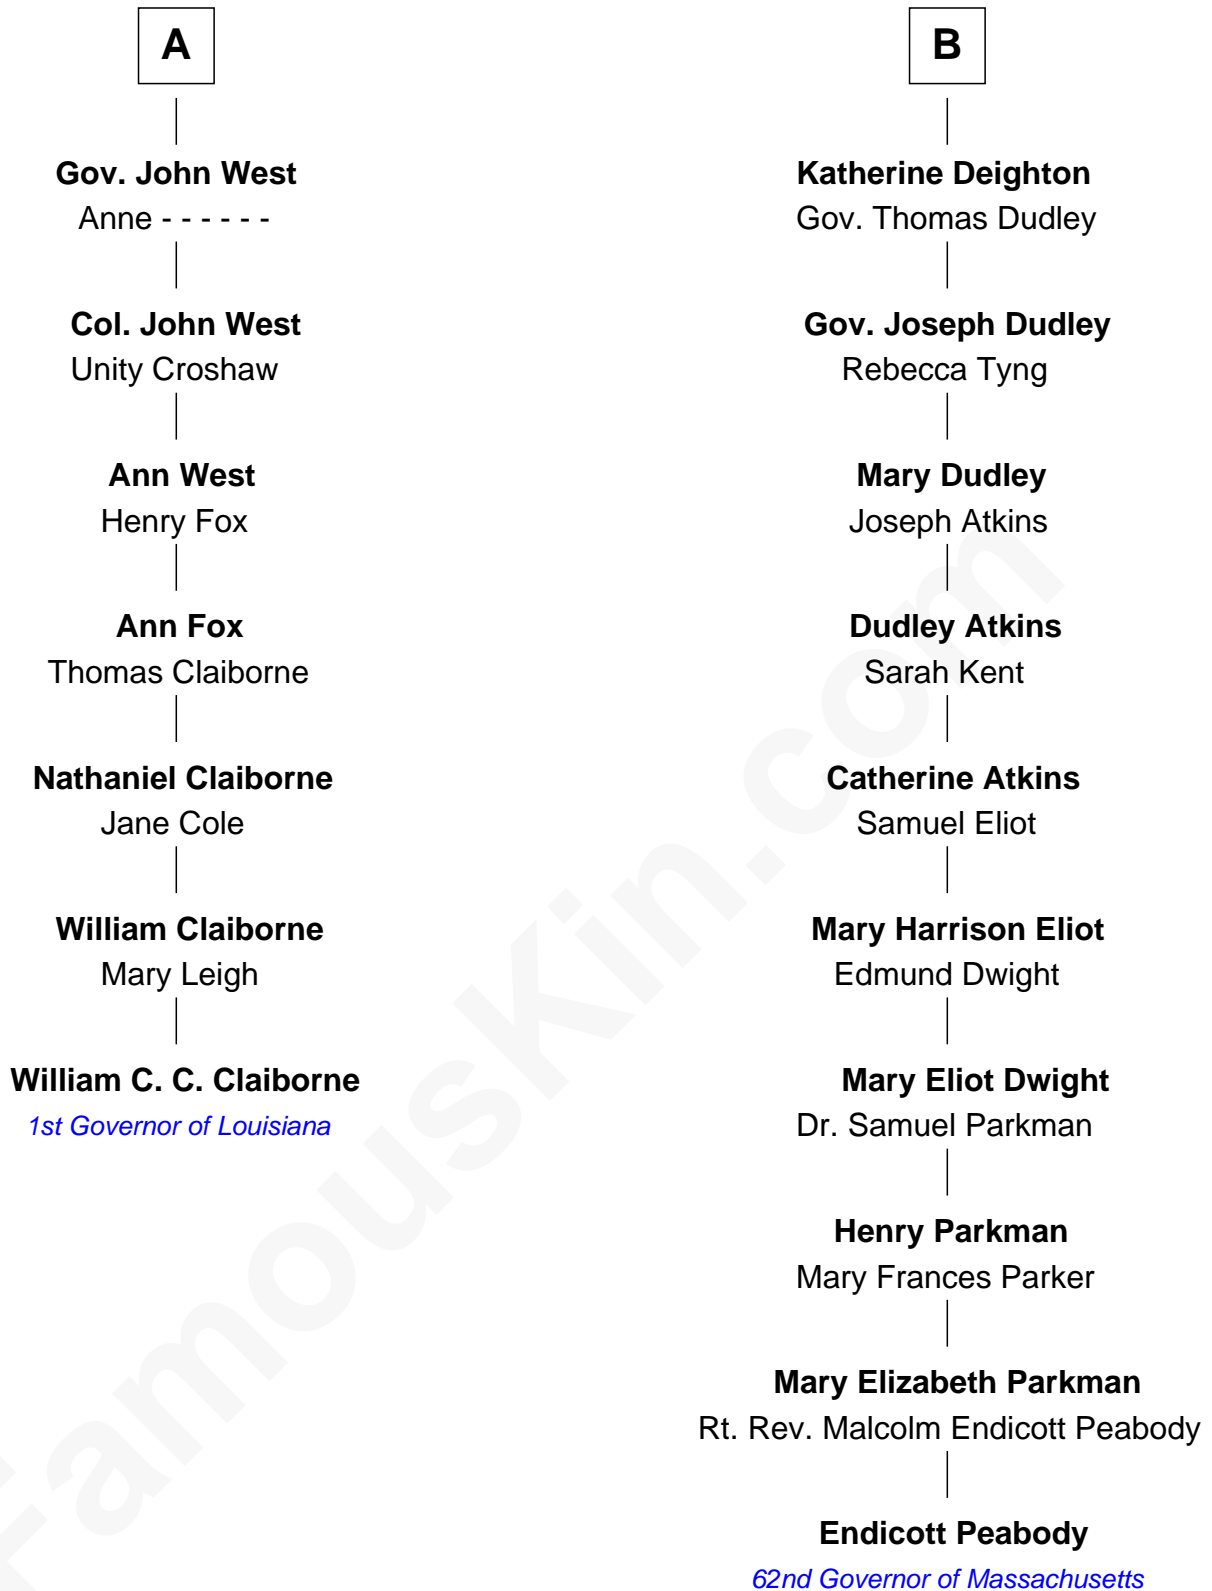 A
Gov. John West
Anne - - - - - -
Col. John West
Unity Croshaw
Ann West
Henry Fox
Ann Fox
Thomas Claiborne
Nathaniel Claiborne
Jane Cole
William Claiborne
Mary Leigh
William C. C. Claiborne
1st Governor of Louisiana
B
Katherine Deighton
Gov. Thomas Dudley
Gov. Joseph Dudley
Rebecca Tyng
Mary Dudley
Joseph Atkins
Dudley Atkins
Sarah Kent
Catherine Atkins
Samuel Eliot
Mary Harrison Eliot
Edmund Dwight
Mary Eliot Dwight
Dr. Samuel Parkman
Henry Parkman
Mary Frances Parker
Mary Elizabeth Parkman
Rt. Rev. Malcolm Endicott Peabody
Endicott Peabody
62nd Governor of Massachusetts
FamousKin.com